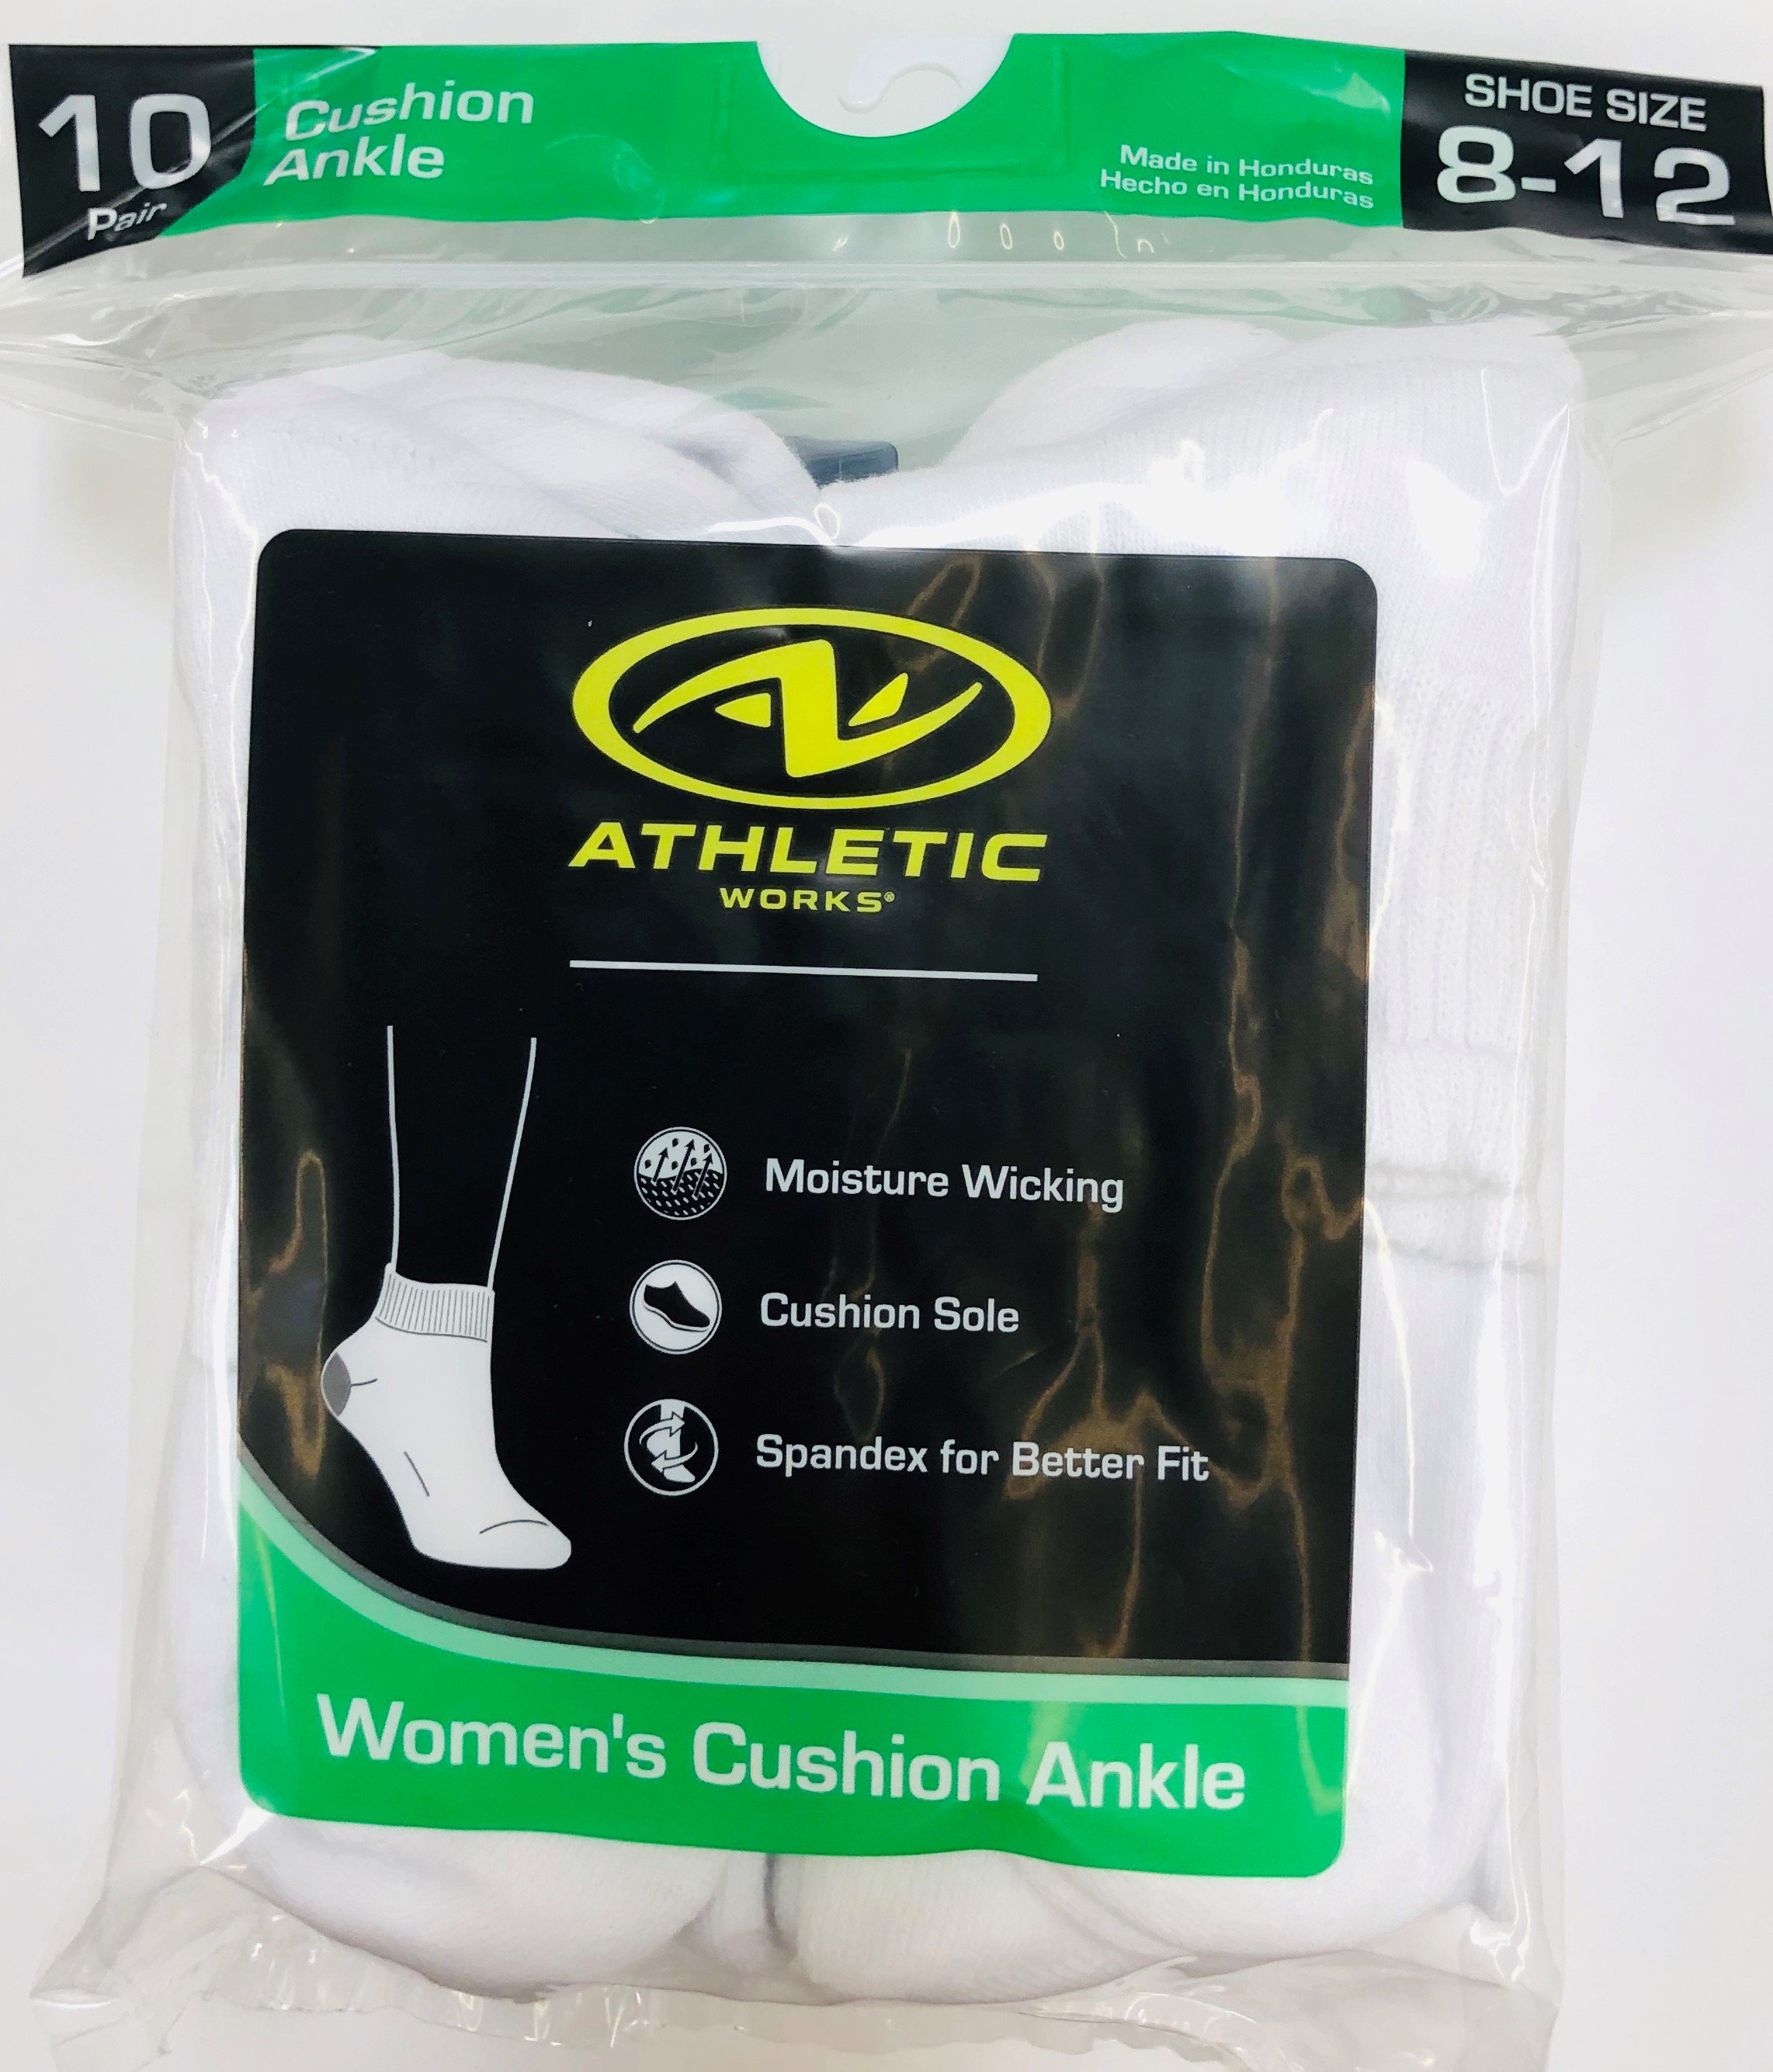 10
Pair
Cushion
Ankle
Made in Honduras
Hecho en Honduras
SHOE SIZE
8-12
ATHLETIC
WORKS®
Moisture Wicking
Cushion Sole
Spandex for Better Fit
Women's Cushion Ankle